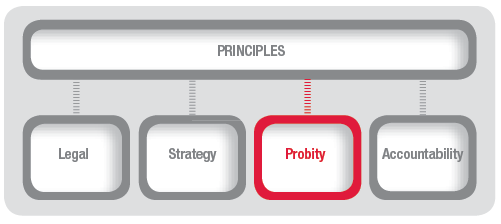 PRINCIPLES
Legal
Strategy
Probity
Accountability